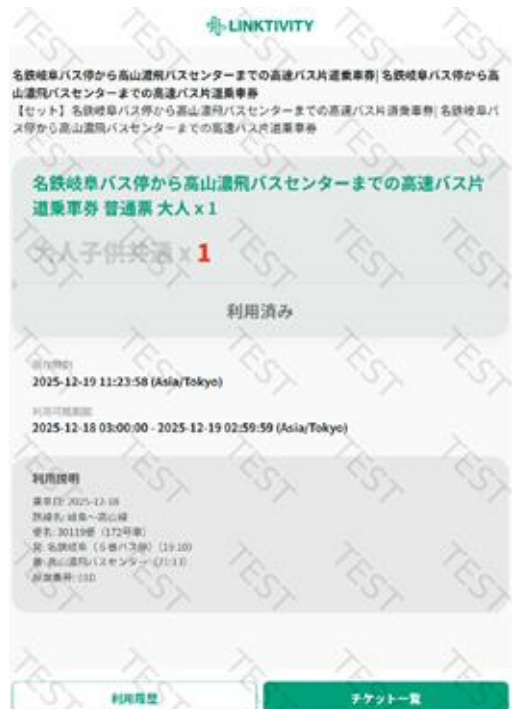 LINKTIVITY
名鉄岐阜バス停から高山濃飛バスセンターまでの高速バス片道乗車券| 名鉄岐阜バス停から高
山濃飛バスセンターまでの高速バス片道乗車券
【セット】名鉄岐阜バス停から高山濃飛バスセンターまでの高速バス片道乗車券| 名鉄岐阜バ
ス停から高山濃飛バスセンターまでの高速バス片道乗車券
名鉄岐阜バス停から高山濃飛バスセンターまでの高速バス片
道乗車券 普通票 大人 x 1
大人子供共通 x 1
利用済み
2025-12-19 11:23:58 (Asia/Tokyo)
利用可能期間
2025-12-18 03:00:00 - 2025-12-19 02:59:59 (Asia/Tokyo)
利用説明
乗車日: 2025-12-18
路線名: 岐阜~高山線
便名: 30119便 (172号車)
発: 名鉄岐阜 (6番バス停) (19:10)
着: 高山濃飛バスセンター (21:13)
利用履歴
チケット一覧
TEST